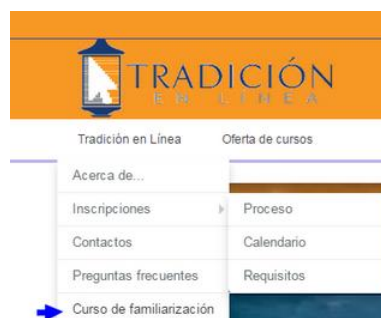 TRADICIÓN
EN LÍNEA
Tradición en Línea Oferta de cursos
Acerca de...
Inscripciones Proceso
Contactos Calendario
Preguntas frecuentes Requisitos
Curso de familiarización